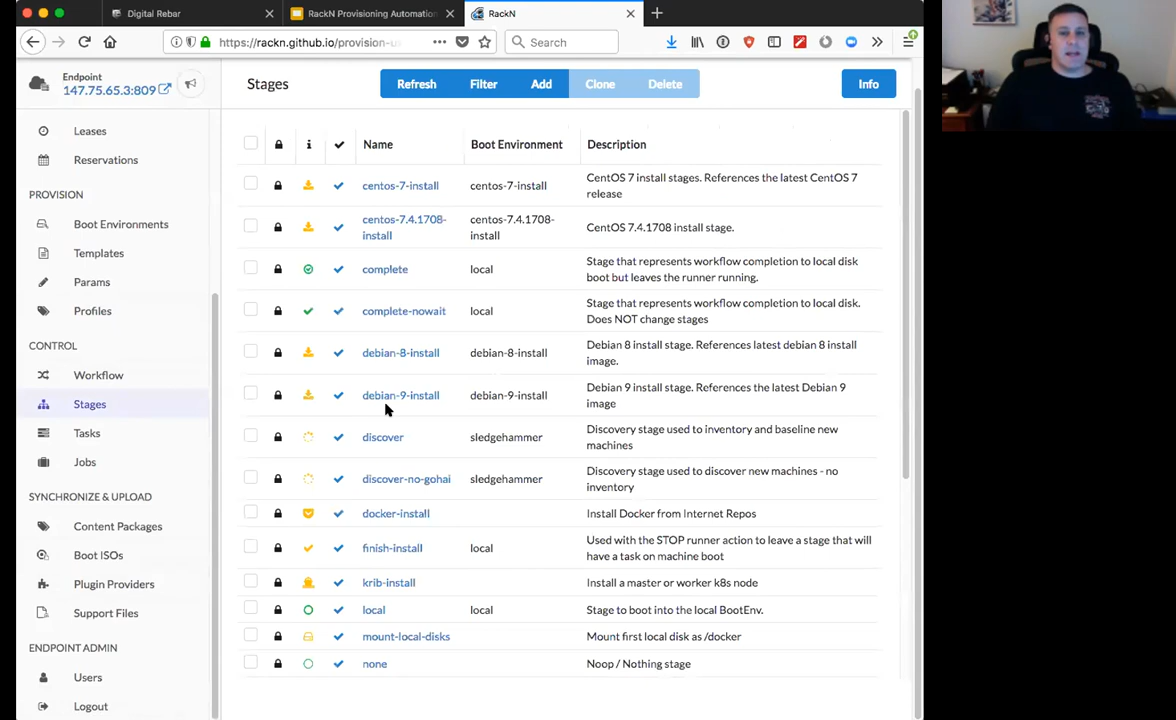 Digital Rebar
RackN Provisioning Automation
RackN
https://rackn.github.io/provision-u
Search
Endpoint
147.75.65.3:809
Stages
Refresh
Filter
Add
Clone
Delete
Info
Leases
Reservations
PROVISION
Boot Environments
Templates
Params
Profiles
CONTROL
Workflow
Stages
Tasks
Jobs
SYNCHRONIZE & UPLOAD
Content Packages
Boot ISOs
Plugin Providers
Support Files
ENDPOINT ADMIN
Users
Logout
Name Boot Environment Description
centos-7-install centos-7-install CentOS 7 install stages. References the latest CentOS 7
release
centos-7.4.1708- centos-7.4.1708- CentOS 7.4.1708 install stage.
install install
complete local Stage that represents workflow completion to local disk
boot but leaves the runner running.
complete-nowait local Stage that represents workflow completion to local disk.
Does NOT change stages
debian-8-install debian-8-install Debian 8 install stage. References latest debian 8 install
image.
debian-9-install debian-9-install Debian 9 install stage. References the latest Debian 9
image
discover sledgehammer Discovery stage used to inventory and baseline new
machines
discover-no-gohai sledgehammer Discovery stage used to discover new machines - no
inventory
docker-install Install Docker from Internet Repos
finish-install local Used with the STOP runner action to leave a stage that will
have a task on machine boot
krib-install Install a master or worker k8s node
local local Stage to boot into the local BootEnv.
mount-local-disks Mount first local disk as /docker
none Noop / Nothing stage